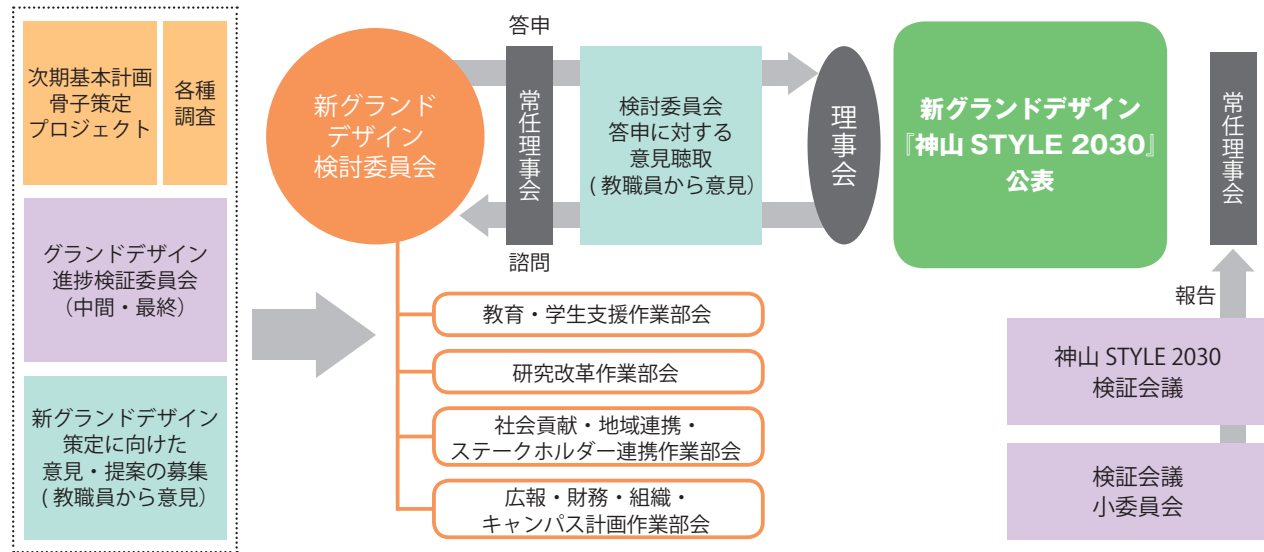 次期基本計画
骨子策定
プロジェクト
各種
調査
グランドデザイン
進捗検証委員会
（中間・最終）
新グランドデザイン
策定に向けた
意見・提案の募集
( 教職員から意見）
新グランド
デザイン
検討委員会
答申
常任理事会
諮問
検討委員会
答申に対する
意見聴取
( 教職員から意見）
理事会
教育・学生支援作業部会
研究改革作業部会
社会貢献・地域連携・
ステークホルダー連携作業部会
広報・財務・組織・
キャンパス計画作業部会
新グランドデザイン
『神山 STYLE 2030』
公表
常任理事会
報告
神山 STYLE 2030
検証会議
検証会議
小委員会